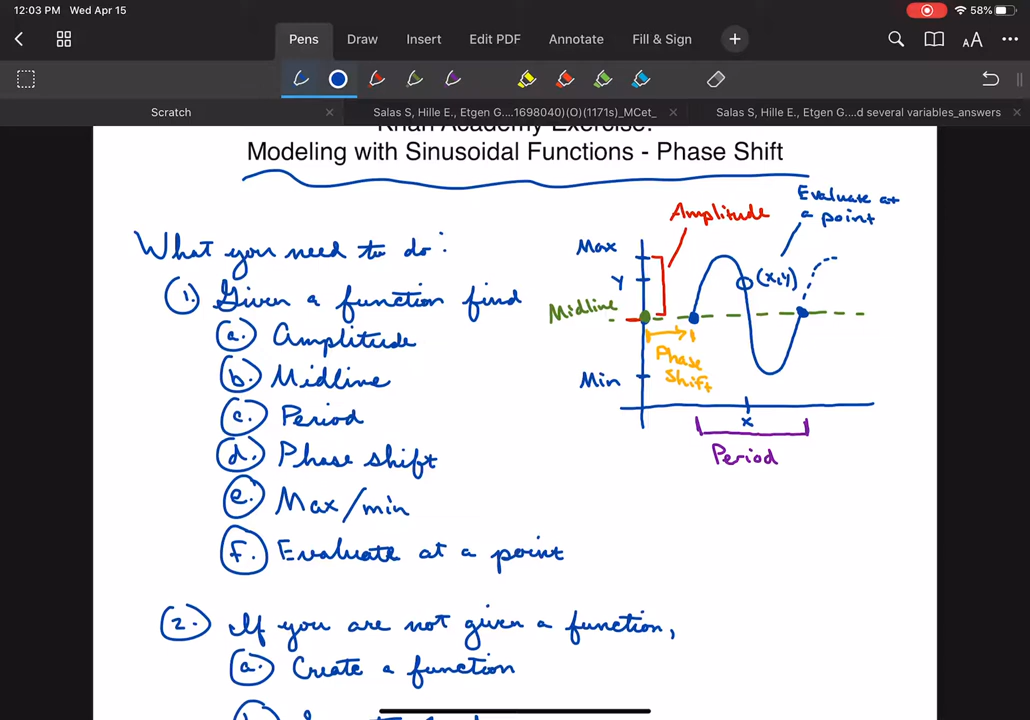 12:03 PM Wed Apr 15
58%
Pens Draw Insert Edit PDF Annotate Fill & Sign
Scratch
Salas S, Hille E., Etgen G....1698040)(O)(1171s)_MCet_
Salas S, Hille E., Etgen G....d several variables_answers
Khan Academy Exercise:
Modeling with Sinusoidal Functions - Phase Shift
What you need to do:
1. Given a function find
a. Amplitude
b. Midline
c. Period
d. Phase shift
e. Max/min
f. Evaluate at a point
2. If you are not given a function,
a. Create a function
b.
Amplitude
Evaluate at
a point
Max
Y
(x,y)
Midline
Phase
Shift
Min
x
Period